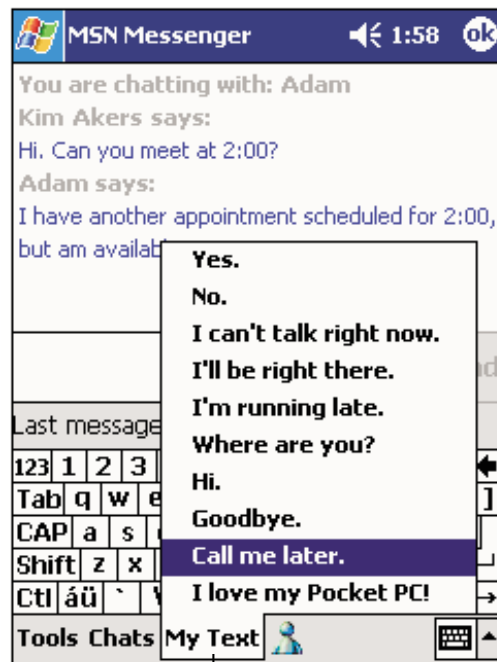 MSN Messenger 1:58 ok
You are chatting with: Adam
Kim Akers says:
Hi. Can you meet at 2:00?
Adam says:
I have another appointment scheduled for 2:00,
but am
Yes.
No.
I can't talk right now.
I'll be right there.
I'm running late.
Where are you?
Hi.
Goodbye.
Call me later.
I love my Pocket PC!
Last message
123 1 2 3
Tab q w e ]
CAP a s
Shift z x
Ctl áü `
Tools Chats My Text